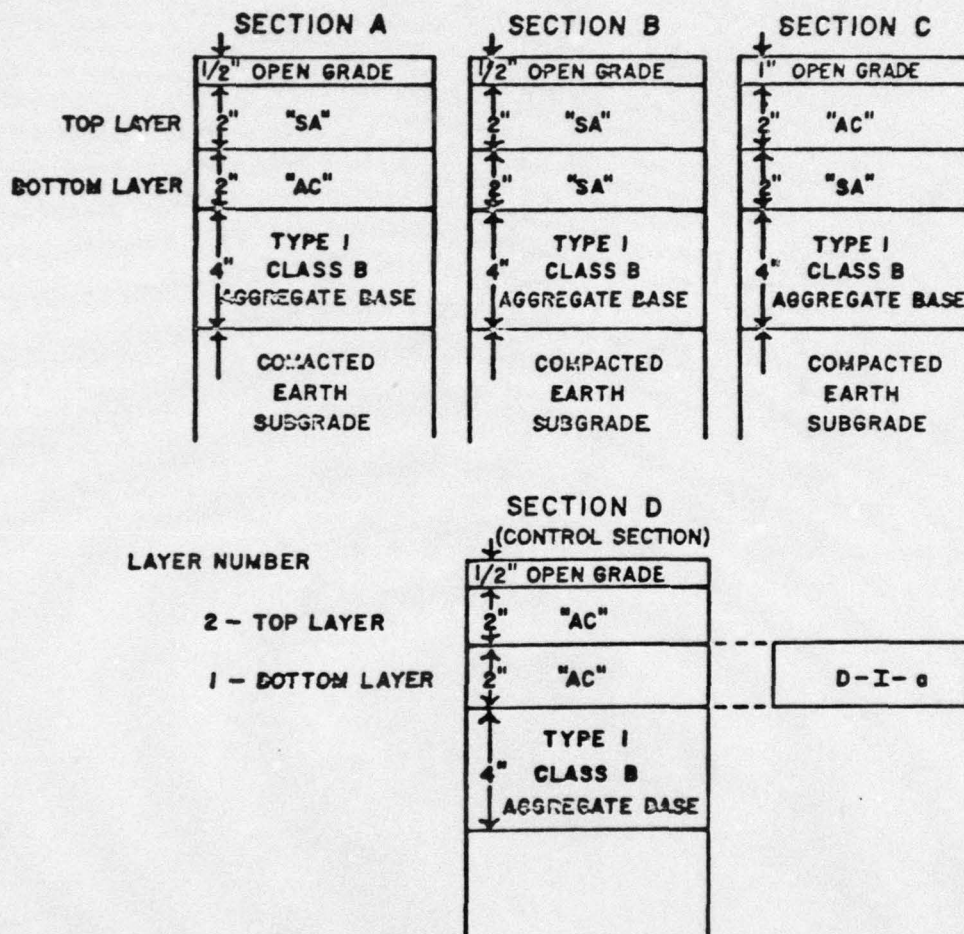 SECTION A
1/2" OPEN GRADE
TOP LAYER 2" "SA"
BOTTOM LAYER 2" "AC"
TYPE I
4" CLASS B
AGGREGATE BASE
COMPACTED
EARTH
SUBGRADE
SECTION B
1/2" OPEN GRADE
2" "SA"
2" "SA"
TYPE I
4" CLASS B
AGGREGATE BASE
COMPACTED
EARTH
SUBGRADE
SECTION C
1" OPEN GRADE
2" "AC"
2" "SA"
TYPE I
4" CLASS B
AGGREGATE BASE
COMPACTED
EARTH
SUBGRADE
SECTION D
(CONTROL SECTION)
LAYER NUMBER
1/2" OPEN GRADE
2 - TOP LAYER 2" "AC"
1 - BOTTOM LAYER 2" "AC" D-I-a
TYPE I
4" CLASS B
AGGREGATE BASE